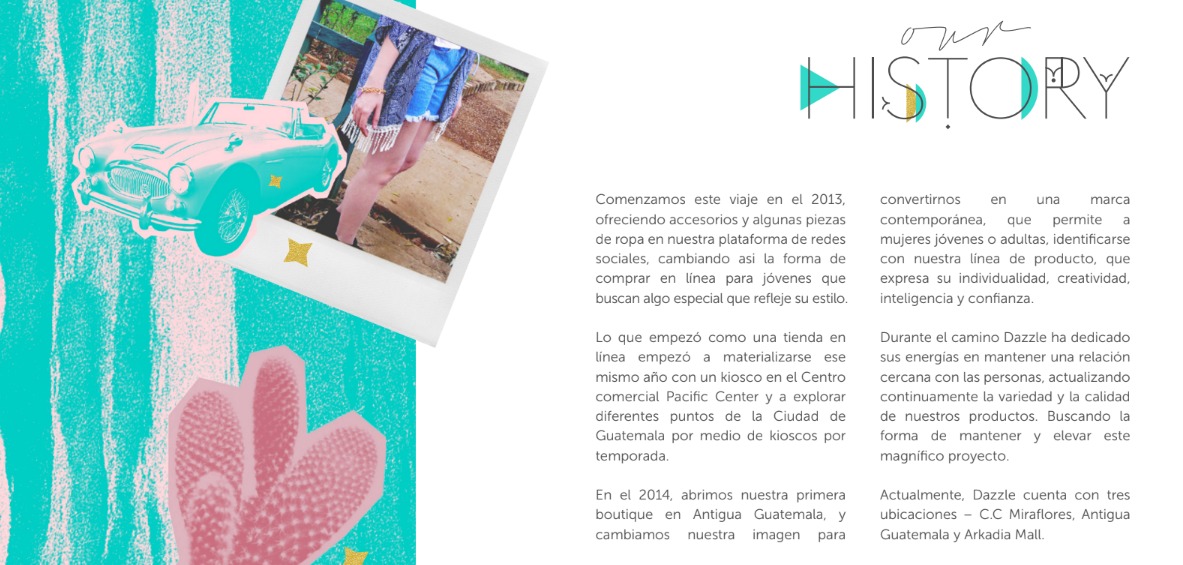 our
HISTORY
Comenzamos este viaje en el 2013,
ofreciendo accesorios y algunas piezas
de ropa en nuestra plataforma de redes
sociales, cambiando asi la forma de
comprar en línea para jóvenes que
buscan algo especial que refleje su estilo.
Lo que empezó como una tienda en
línea empezó a materializarse ese
mismo año con un kiosco en el Centro
comercial Pacific Center y a explorar
diferentes puntos de la Ciudad de
Guatemala por medio de kioscos por
temporada.
En el 2014, abrimos nuestra primera
boutique en Antigua Guatemala, y
cambiamos nuestra imagen para
convertirnos en una marca
contemporánea, que permite a
mujeres jóvenes o adultas, identificarse
con nuestra línea de producto, que
expresa su individualidad, creatividad,
inteligencia y confianza.
Durante el camino Dazzle ha dedicado
sus energías en mantener una relación
cercana con las personas, actualizando
continuamente la variedad y la calidad
de nuestros productos. Buscando la
forma de mantener y elevar este
magnífico proyecto.
Actualmente, Dazzle cuenta con tres
ubicaciones – C.C Miraflores, Antigua
Guatemala y Arkadia Mall.